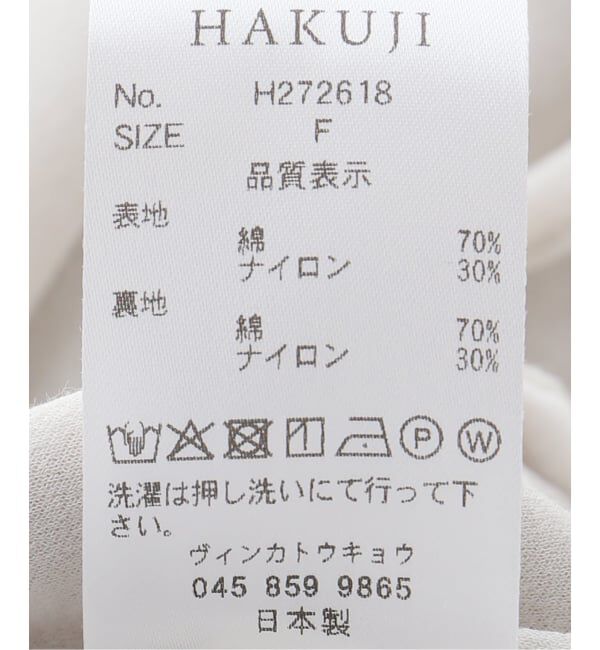 HAKUJI
No. H272618
SIZE F
品質表示
表地
綿 70%
ナイロン 30%
裏地
綿 70%
ナイロン 30%
P W
洗濯は押し洗いにて行って下
さい。
ヴィンカトウキョウ
045 859 9865
日本製